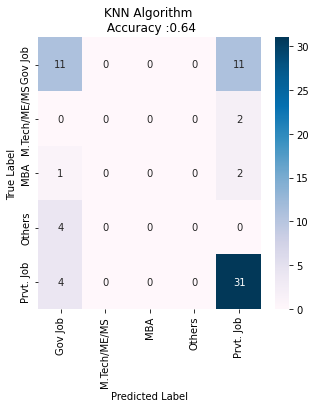 KNN Algorithm
Accuracy :0.64
True Label
Gov Job 11 0 0 0 11
M.Tech/ME/MS 0 0 0 0 2
MBA 1 0 0 0 2
Others 4 0 0 0 0
Prvt. Job 4 0 0 0 31
Gov Job M.Tech/ME/MS MBA Others Prvt. Job
Predicted Label
30
25
20
15
10
5
0